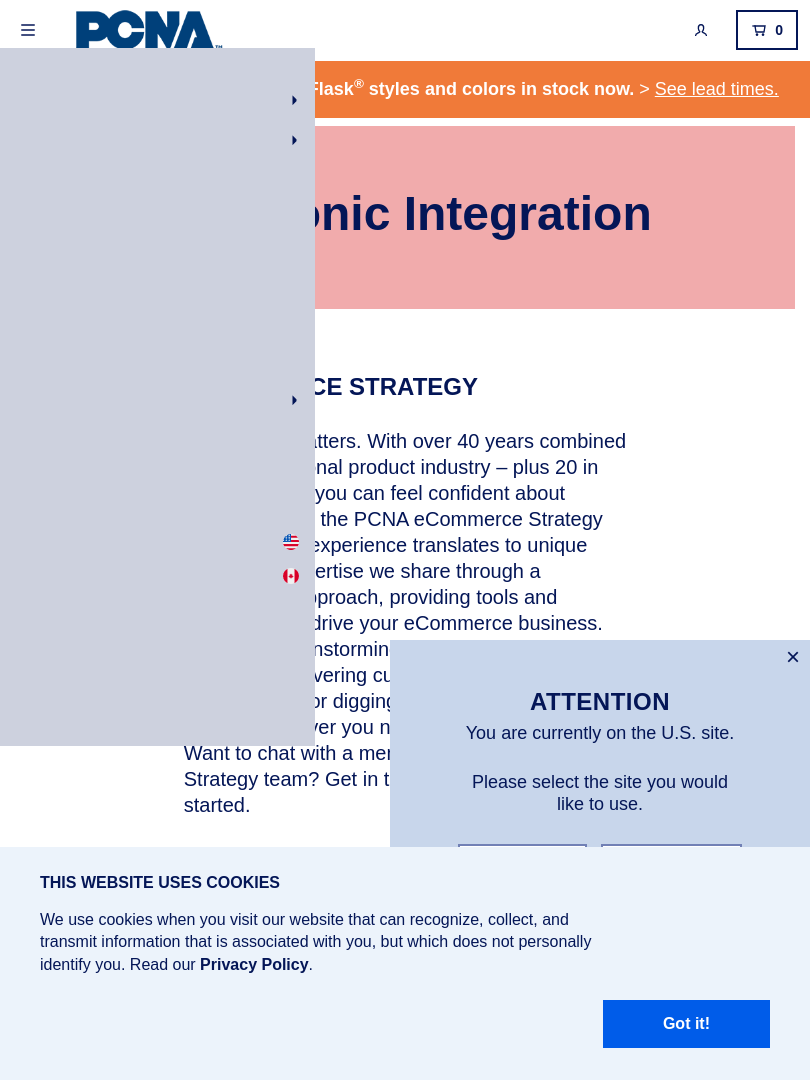 PCNA™
0
Flask® styles and colors in stock now. > See lead times.
onic Integration
CE STRATEGY
atters. With over 40 years combined
onal product industry – plus 20 in
you can feel confident about
the PCNA eCommerce Strategy
experience translates to unique
ertise we share through a
pproach, providing tools and
drive your eCommerce business.
instorming
vering cu
or digging
ver you n
Want to chat with a mer
Strategy team? Get in t
started.
×
ATTENTION
You are currently on the U.S. site.
Please select the site you would
like to use.
THIS WEBSITE USES COOKIES
We use cookies when you visit our website that can recognize, collect, and
transmit information that is associated with you, but which does not personally
identify you. Read our Privacy Policy.
Got it!